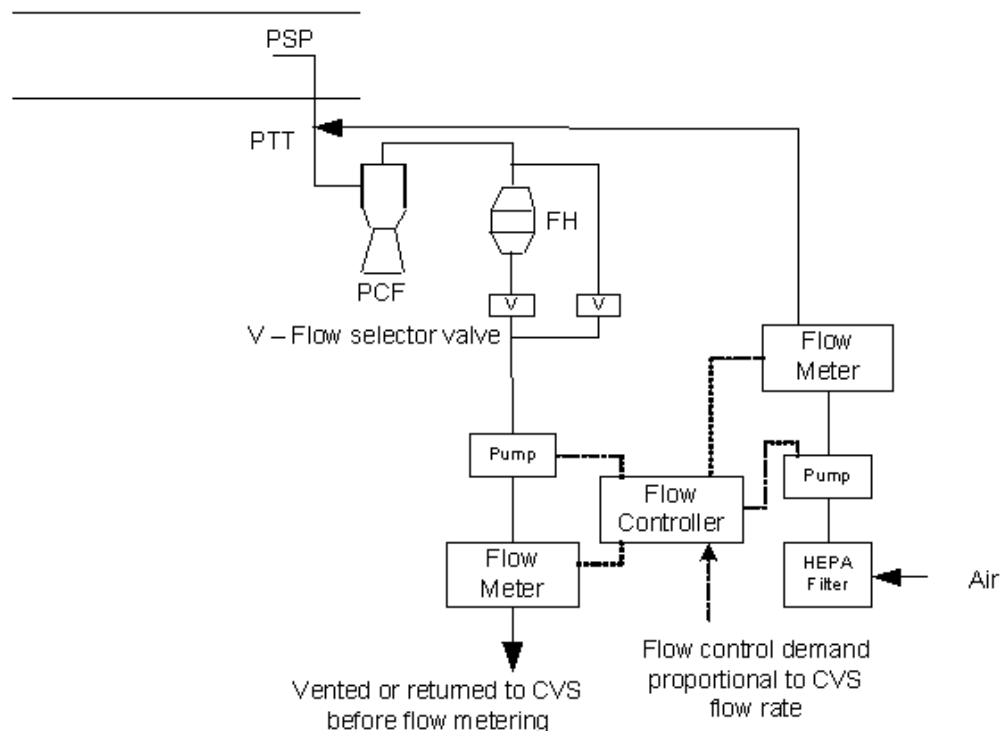 PSP
PTT
FH
PCF
V
V
V – Flow selector valve
Flow
Meter
Pump
Pump
Flow
Controller
Flow
Meter
HEPA
Filter
Air
Vented or returned to CVS
before flow metering
Flow control demand
proportional to CVS
flow rate